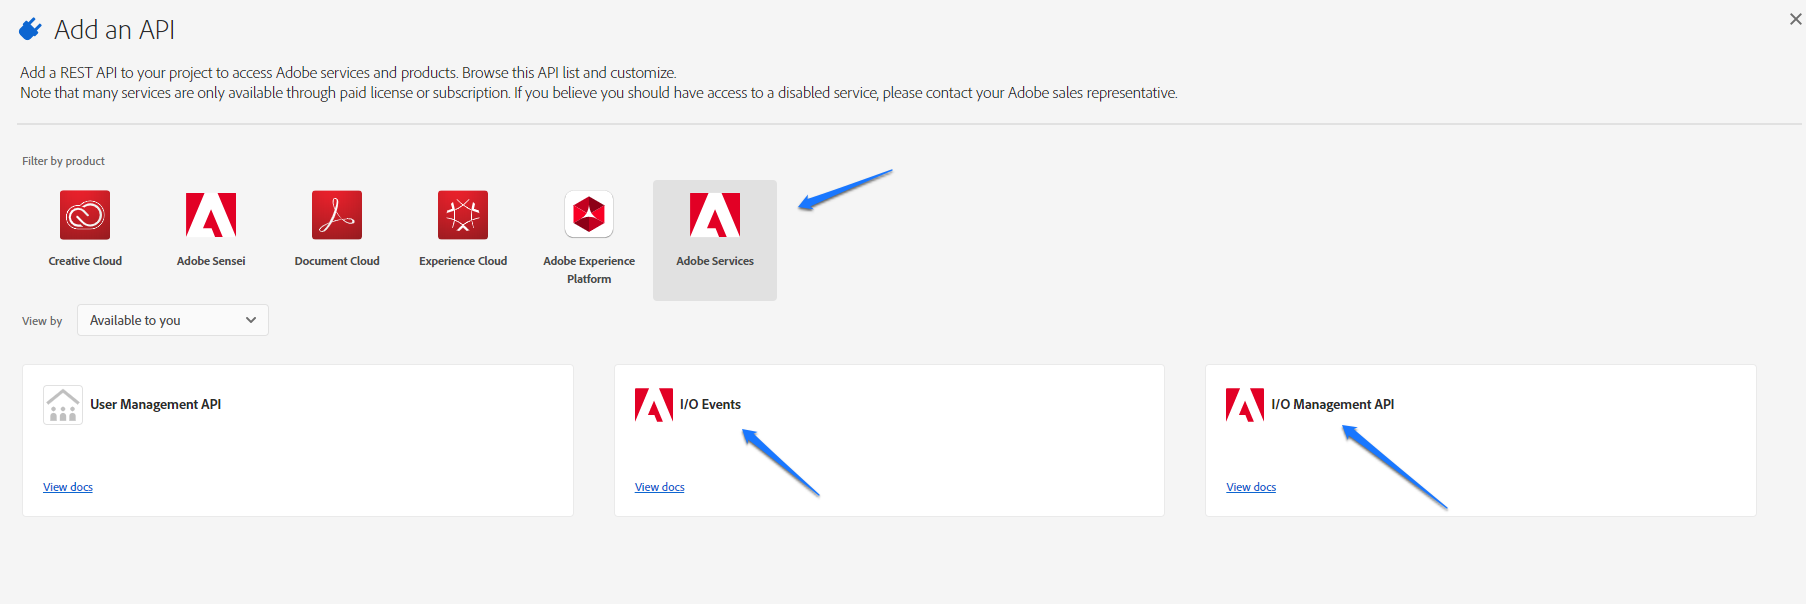 Add an API
Add a REST API to your project to access Adobe services and products. Browse this API list and customize.
Note that many services are only available through paid license or subscription. If you believe you should have access to a disabled service, please contact your Adobe sales representative.
Filter by product
Creative Cloud
Adobe Sensei
Document Cloud
Experience Cloud
Adobe Experience
Platform
Adobe Services
View by
Available to you
User Management API
View docs
I/O Events
View docs
I/O Management API
View docs